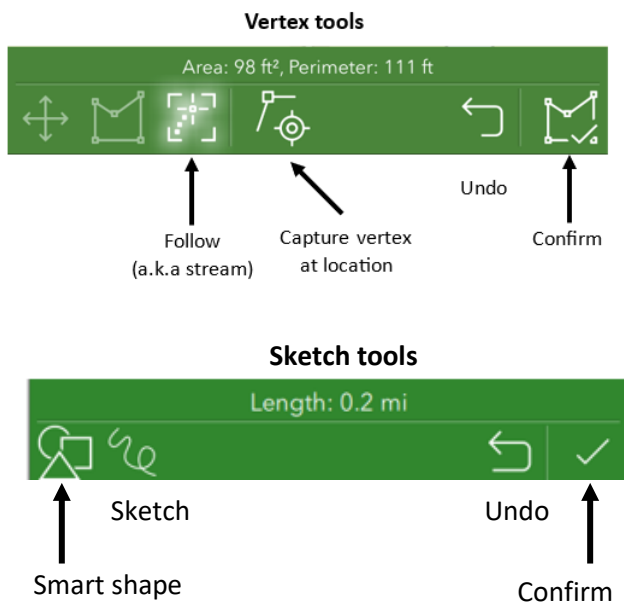 Vertex tools
Area: 98 ft², Perimeter: 111 ft
Undo
Follow
(a.k.a stream)
Capture vertex
at location
Confirm
Sketch tools
Length: 0.2 mi
Sketch
Undo
Smart shape
Confirm